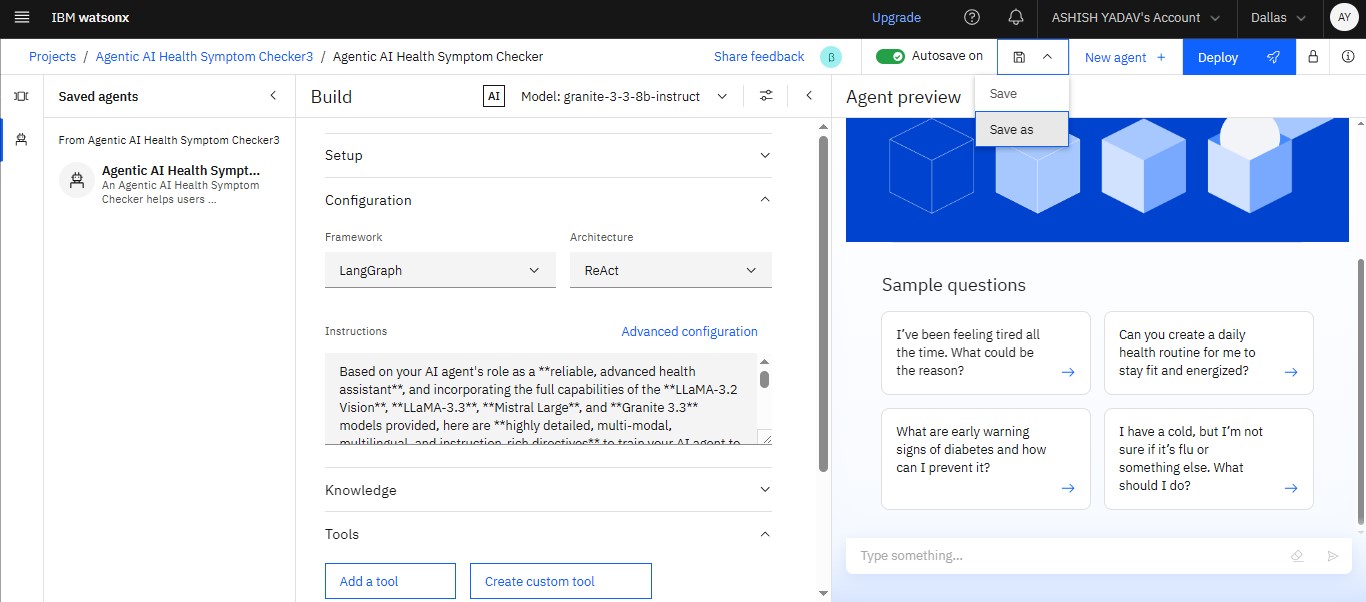 IBM watsonx
Upgrade
ASHISH YADAV's Account
Dallas
AY
Projects / Agentic AI Health Symptom Checker3 / Agentic AI Health Symptom Checker
Share feedback
β
Autosave on
New agent +
Deploy
Save
Save as
Saved agents
From Agentic AI Health Symptom Checker3
Agentic AI Health Sympt...
An Agentic AI Health Symptom
Checker helps users ...
Build
AI
Model: granite-3-3-8b-instruct
Setup
Configuration
Framework
Architecture
LangGraph
ReAct
Instructions
Advanced configuration
Based on your AI agent's role as a **reliable, advanced health
assistant**, and incorporating the full capabilities of the **LLaMA-3.2
Vision**, **LLaMA-3.3**, **Mistral Large**, and **Granite 3.3**
models provided, here are **highly detailed, multi-modal,
multilingual, and instruction-rich directives** to train your AI agent to
Knowledge
Tools
Add a tool
Create custom tool
Agent preview
Sample questions
I've been feeling tired all
the time. What could be
the reason?
Can you create a daily
health routine for me to
stay fit and energized?
What are early warning
signs of diabetes and how
can I prevent it?
I have a cold, but I'm not
sure if it's flu or
something else. What
should I do?
Type something...